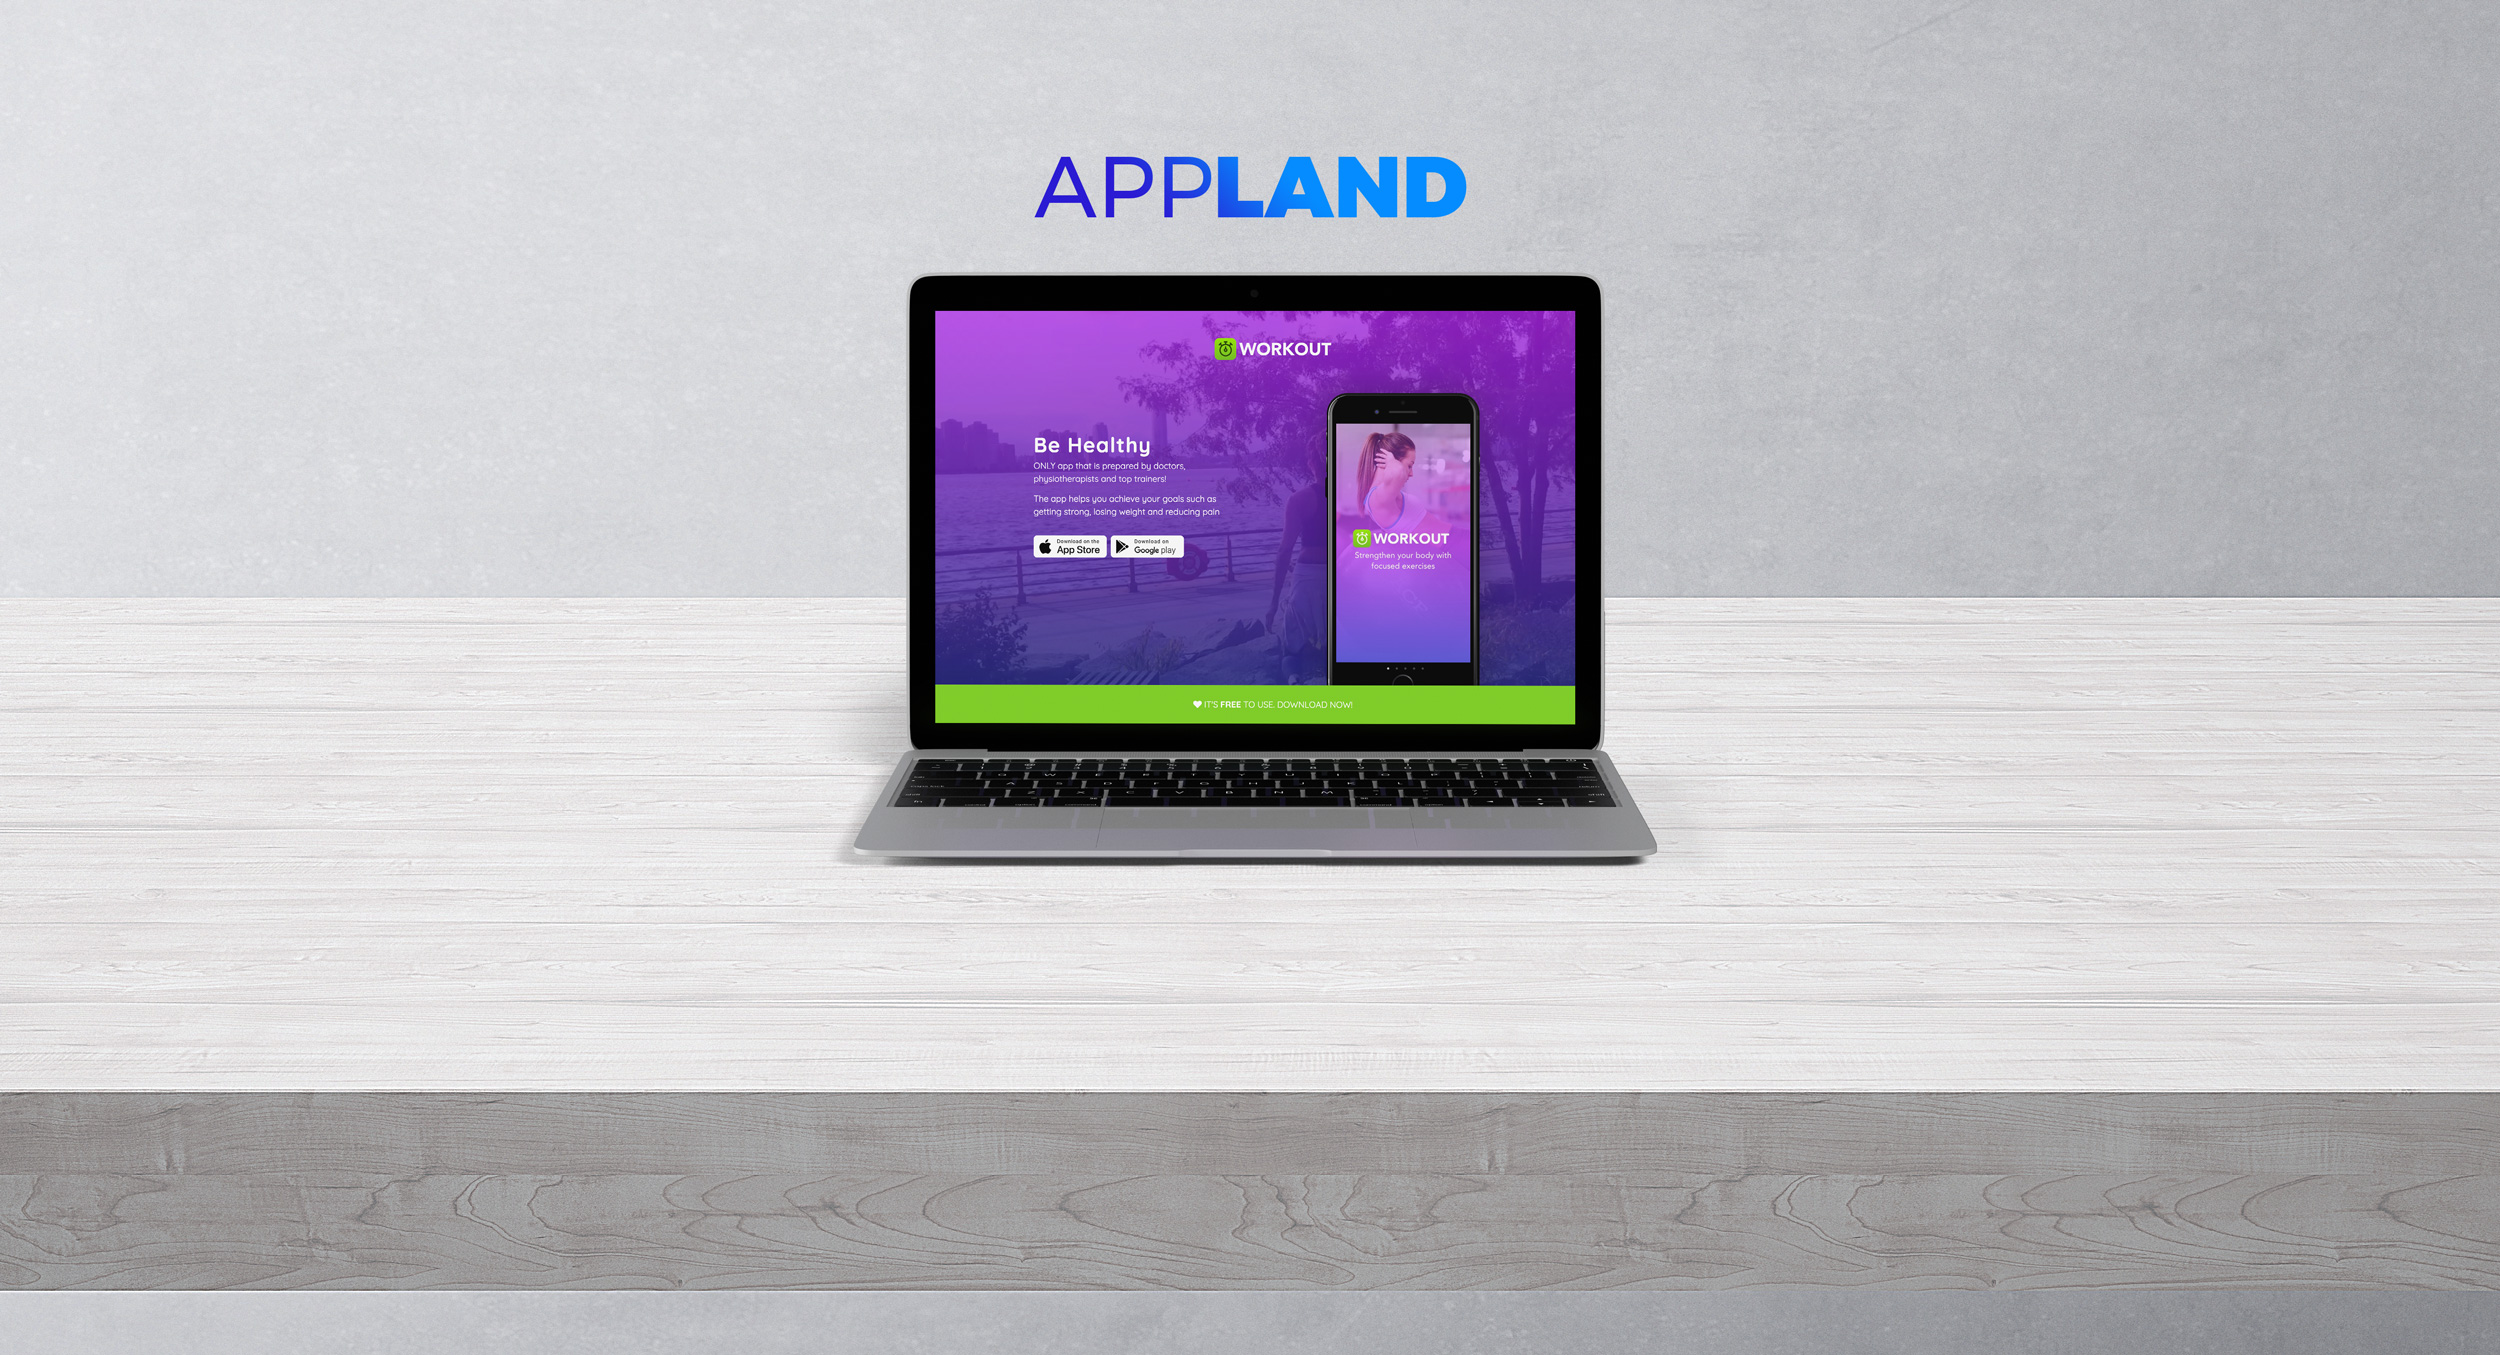 APPLAND
WORKOUT
Be Healthy
ONLY app that is prepared by doctors,
physiotherapists and top trainers!
The app helps you achieve your goals such as
getting strong, losing weight and reducing pain
Download on the
App Store
Download on
Google play
WORKOUT
Strengthen your body with
focused exercises
IT'S FREE TO USE. DOWNLOAD NOW!
Q W E R T Y U I O P
A S D F G H J K L
Z X C V B N M